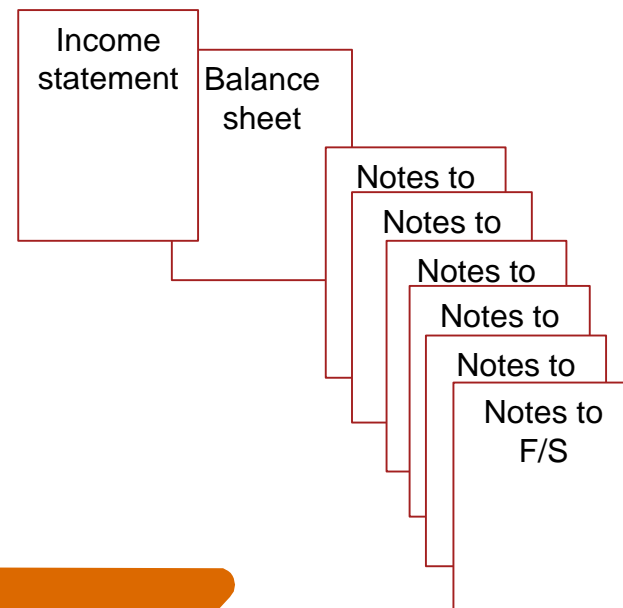 Income
statement
Balance
sheet
Notes to
Notes to
Notes to
Notes to
Notes to
Notes to
F/S